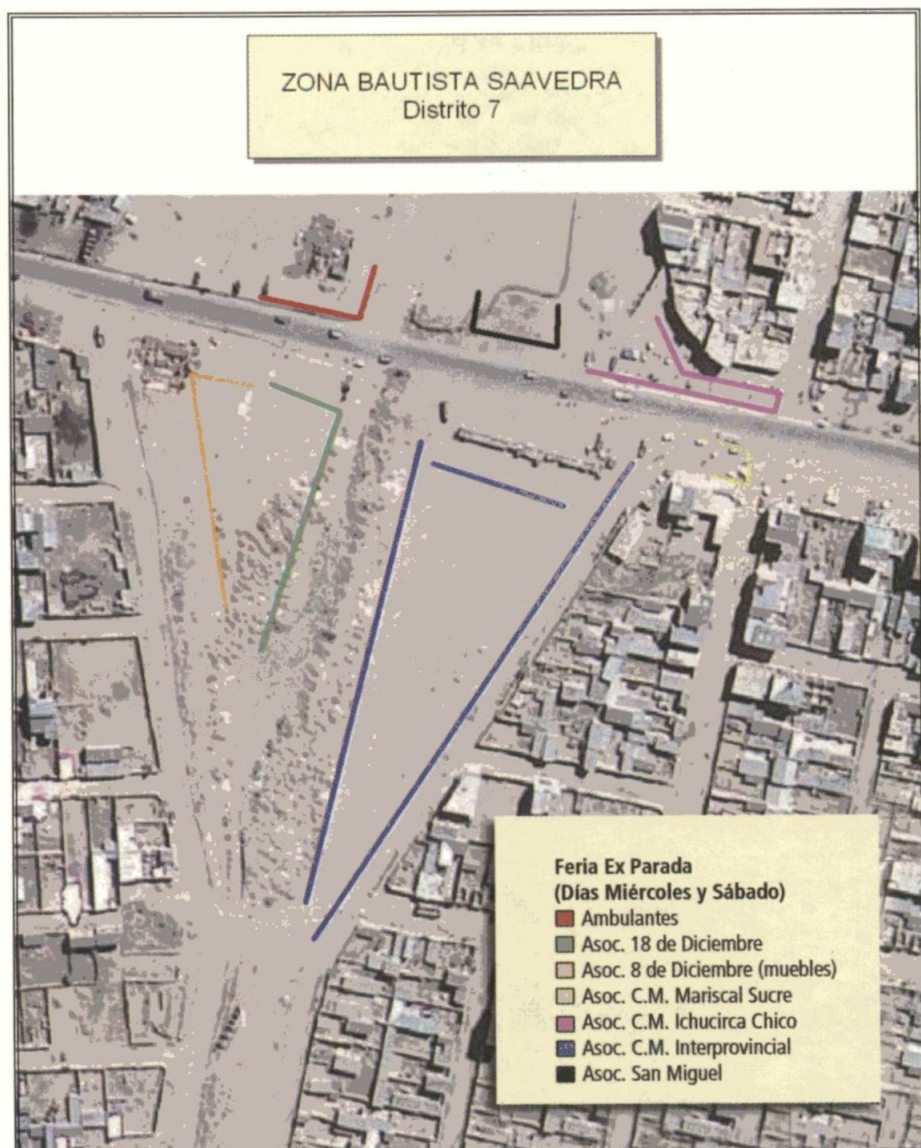 ZONA BAUTISTA SAAVEDRA
Distrito 7
Feria Ex Parada
(Días Miércoles y Sábado)
Ambulantes
Asoc. 18 de Diciembre
Asoc. 8 de Diciembre (muebles)
Asoc. C.M. Mariscal Sucre
Asoc. C.M. Ichucirca Chico
Asoc. C.M. Interprovincial
Asoc. San Miguel